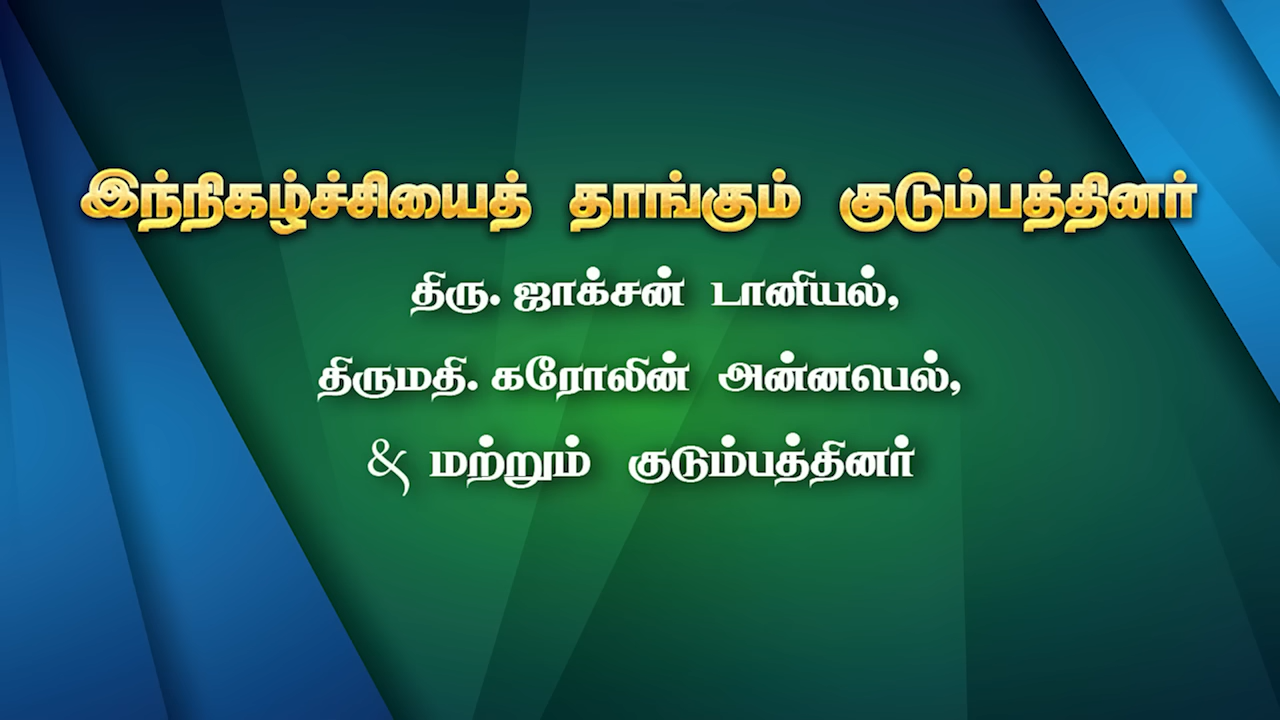 இந்நிகழ்ச்சியைத் தாங்கும் குடும்பத்தினர்
திரு. ஜாக்சன் டானியல்,
திருமதி. கரோலின் அன்னபெல்,
& மற்றும் குடும்பத்தினர்